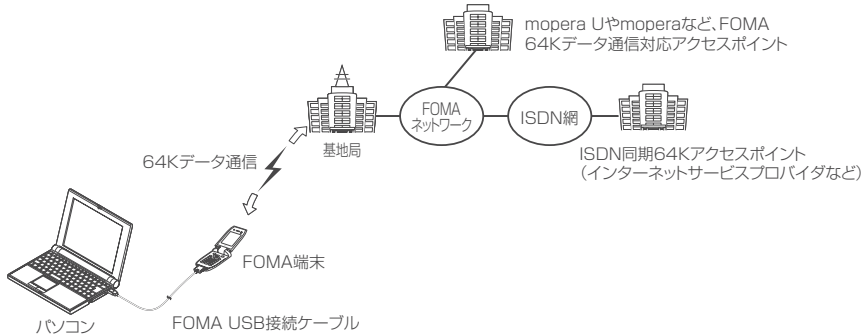 mopera Uやmoperaなど、FOMA
64Kデータ通信対応アクセスポイント
FOMA
ネットワーク
ISDN網
基地局
ISDN同期64Kアクセスポイント
（インターネットサービスプロバイダなど）
64Kデータ通信
FOMA端末
パソコン
FOMA USB接続ケーブル